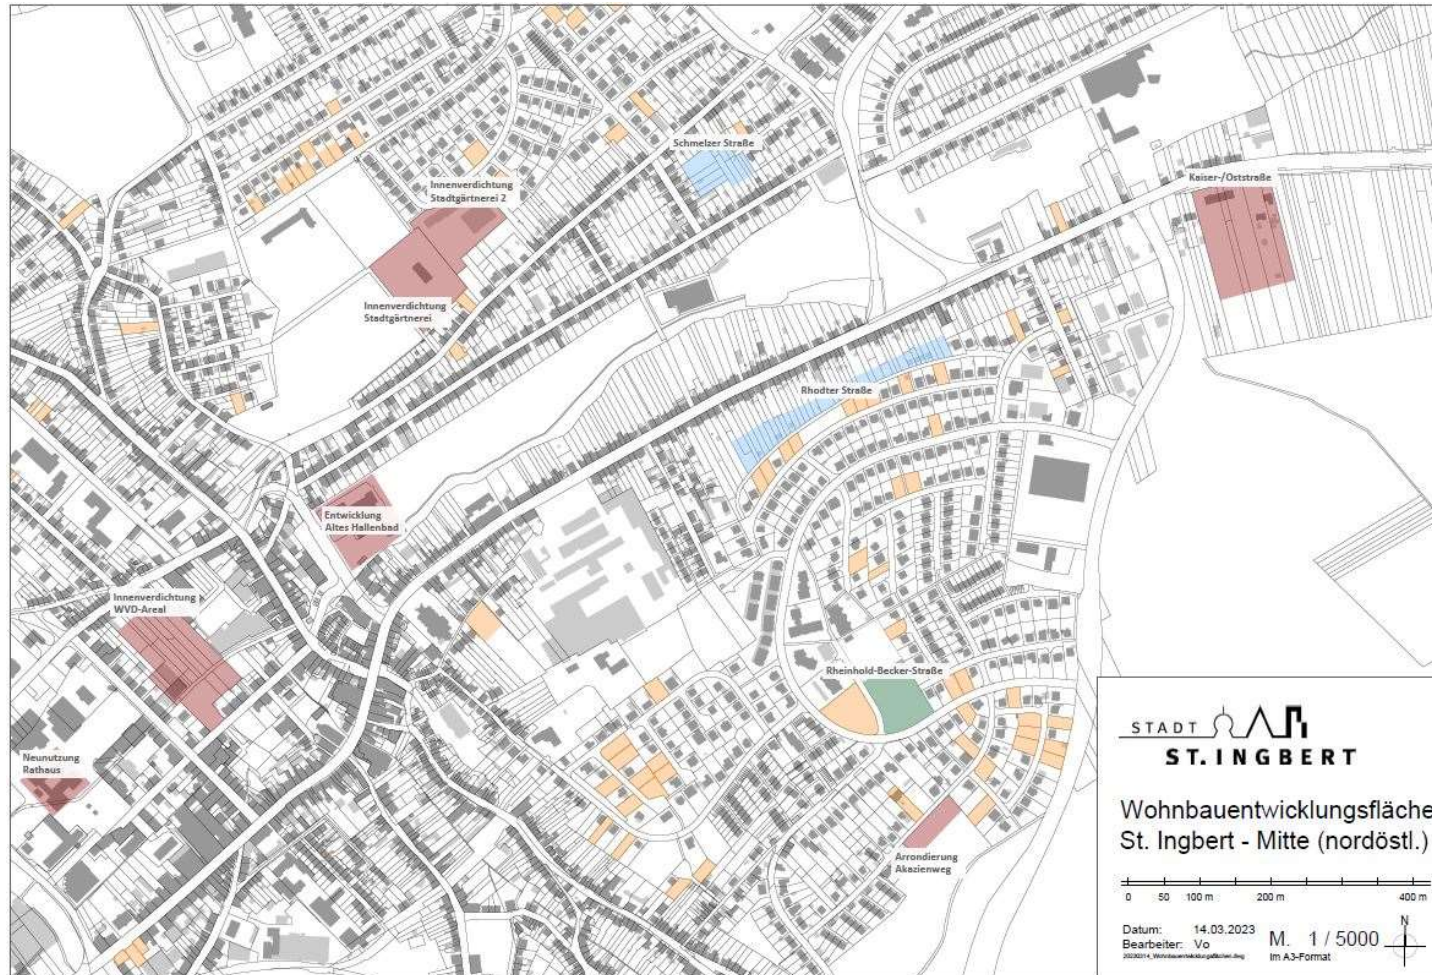 Schmelzer Straße
Kaiser-/Oststraße
Innenverdichtung
Stadtgärtnerei 2
Innenverdichtung
Stadtgärtnerei
Rhodter Straße
Entwicklung
Altes Hallenbad
Innenverdichtung
WVD-Areal
Rheinhold-Becker-Straße
Neunutzung
Rathaus
Arrondierung
Akazienweg
STADT
ST. INGBERT
Wohnbauentwicklungsfläche
St. Ingbert - Mitte (nordöstl.)
0 50 100 m 200 m 400 m
N
Datum: 14.03.2023
Bearbeiter: Vo
M. 1 / 5000
20230314_Wohnbauentwicklungsflächen.dwg
Im A3-Format